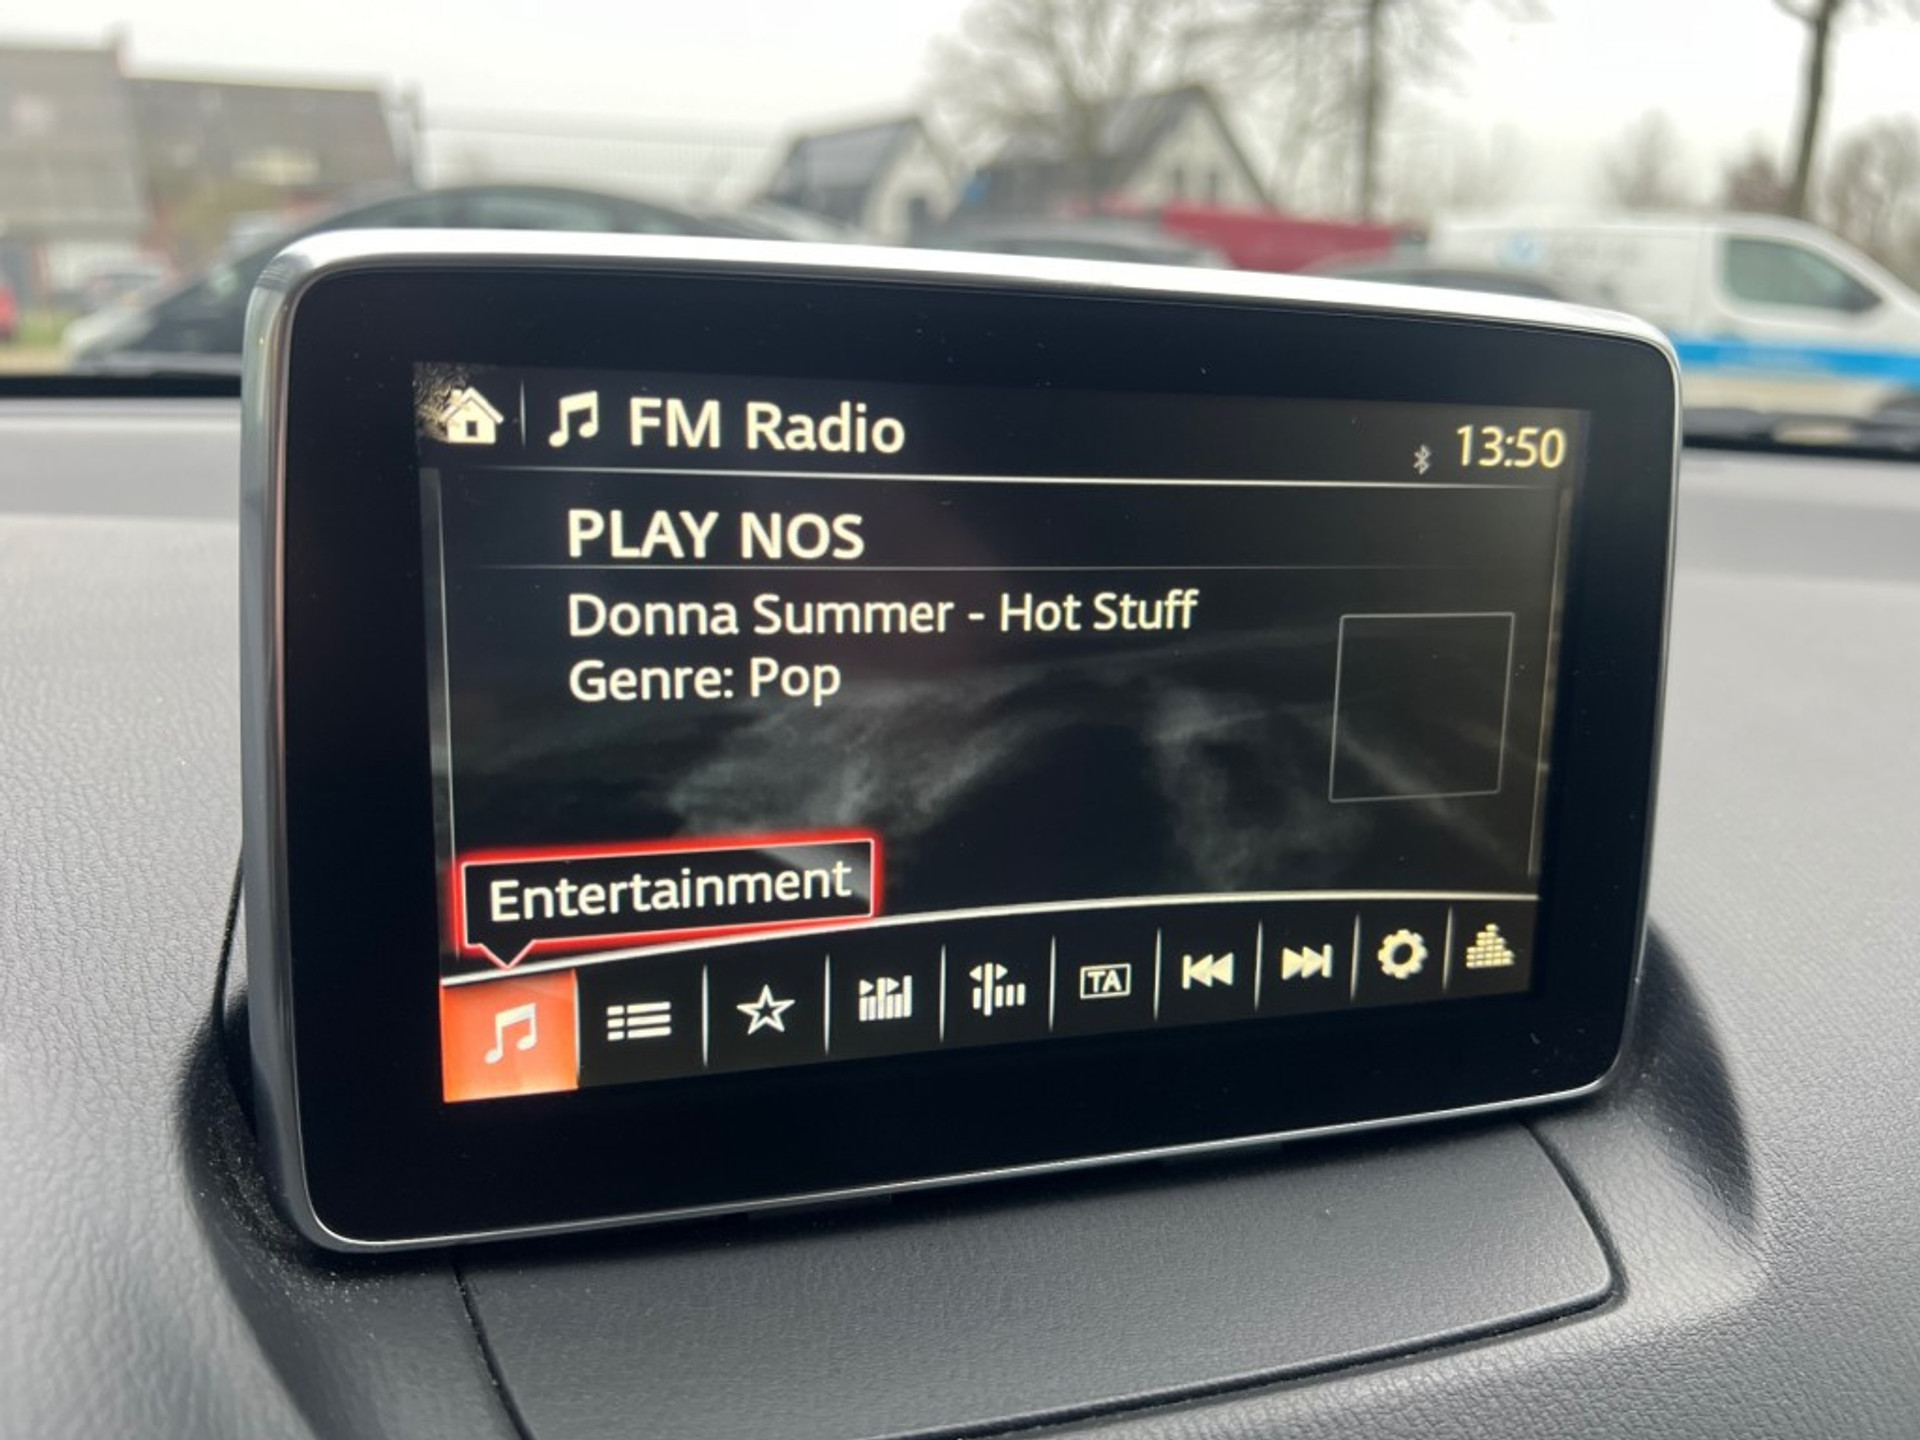 FM Radio
13:50
PLAY NOS
Donna Summer - Hot Stuff
Genre: Pop
Entertainment
TA